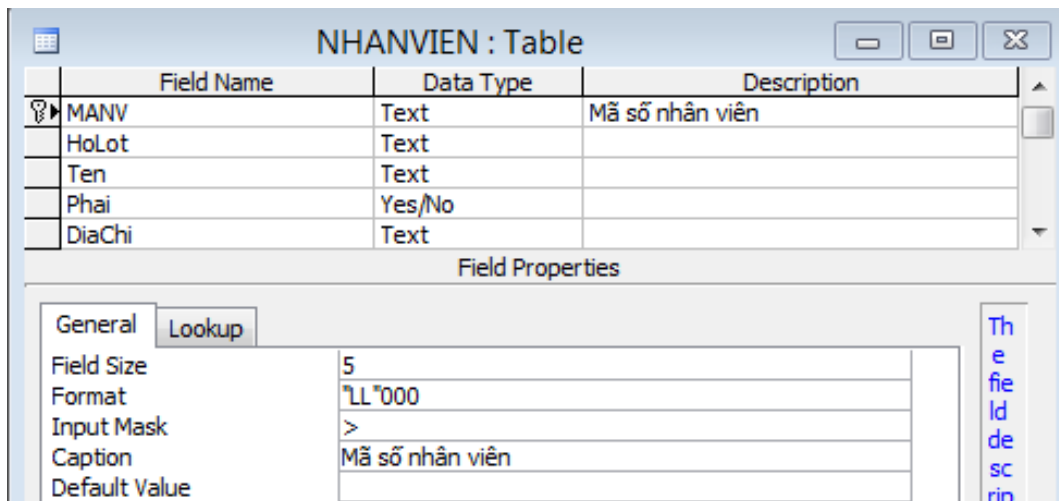 NHANVIEN : Table
Field Name Data Type Description
MANV Text Mã số nhân viên
HoLot Text
Ten Text
Phai Yes/No
DiaChi Text
Field Properties
General Lookup
Field Size 5
Format "LL"000
Input Mask >
Caption Mã số nhân viên
Default Value
Th
e
fie
ld
de
sc
rip